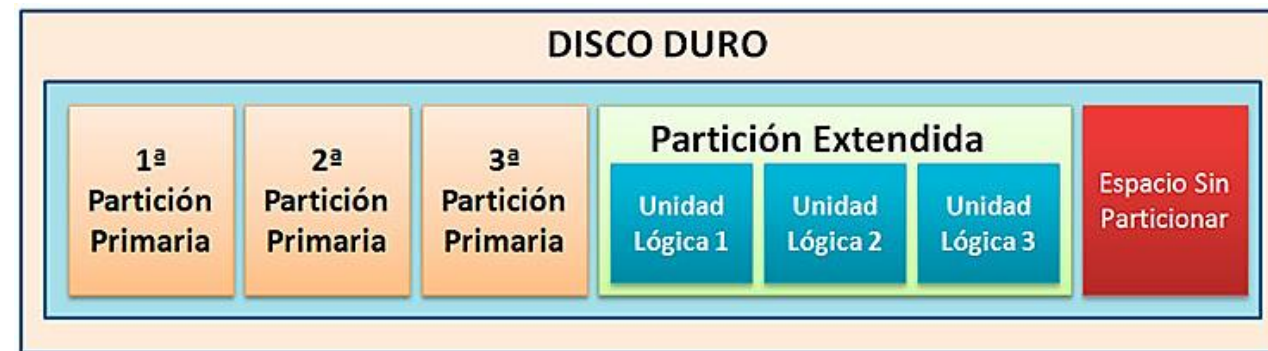 DISCO DURO
1ª
Partición
Primaria
2ª
Partición
Primaria
3ª
Partición
Primaria
Partición Extendida
Unidad
Lógica 1
Unidad
Lógica 2
Unidad
Lógica 3
Espacio Sin
Particionar